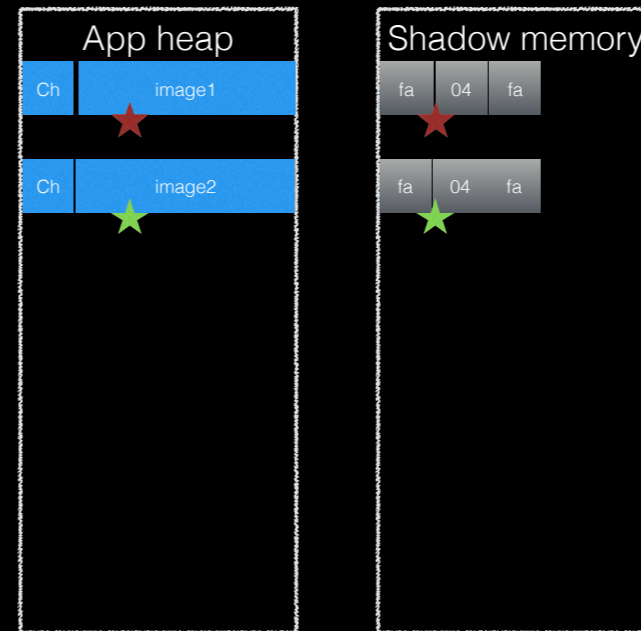 App heap
Shadow memory
Ch image1
fa 04 fa
Ch image2
fa 04 fa